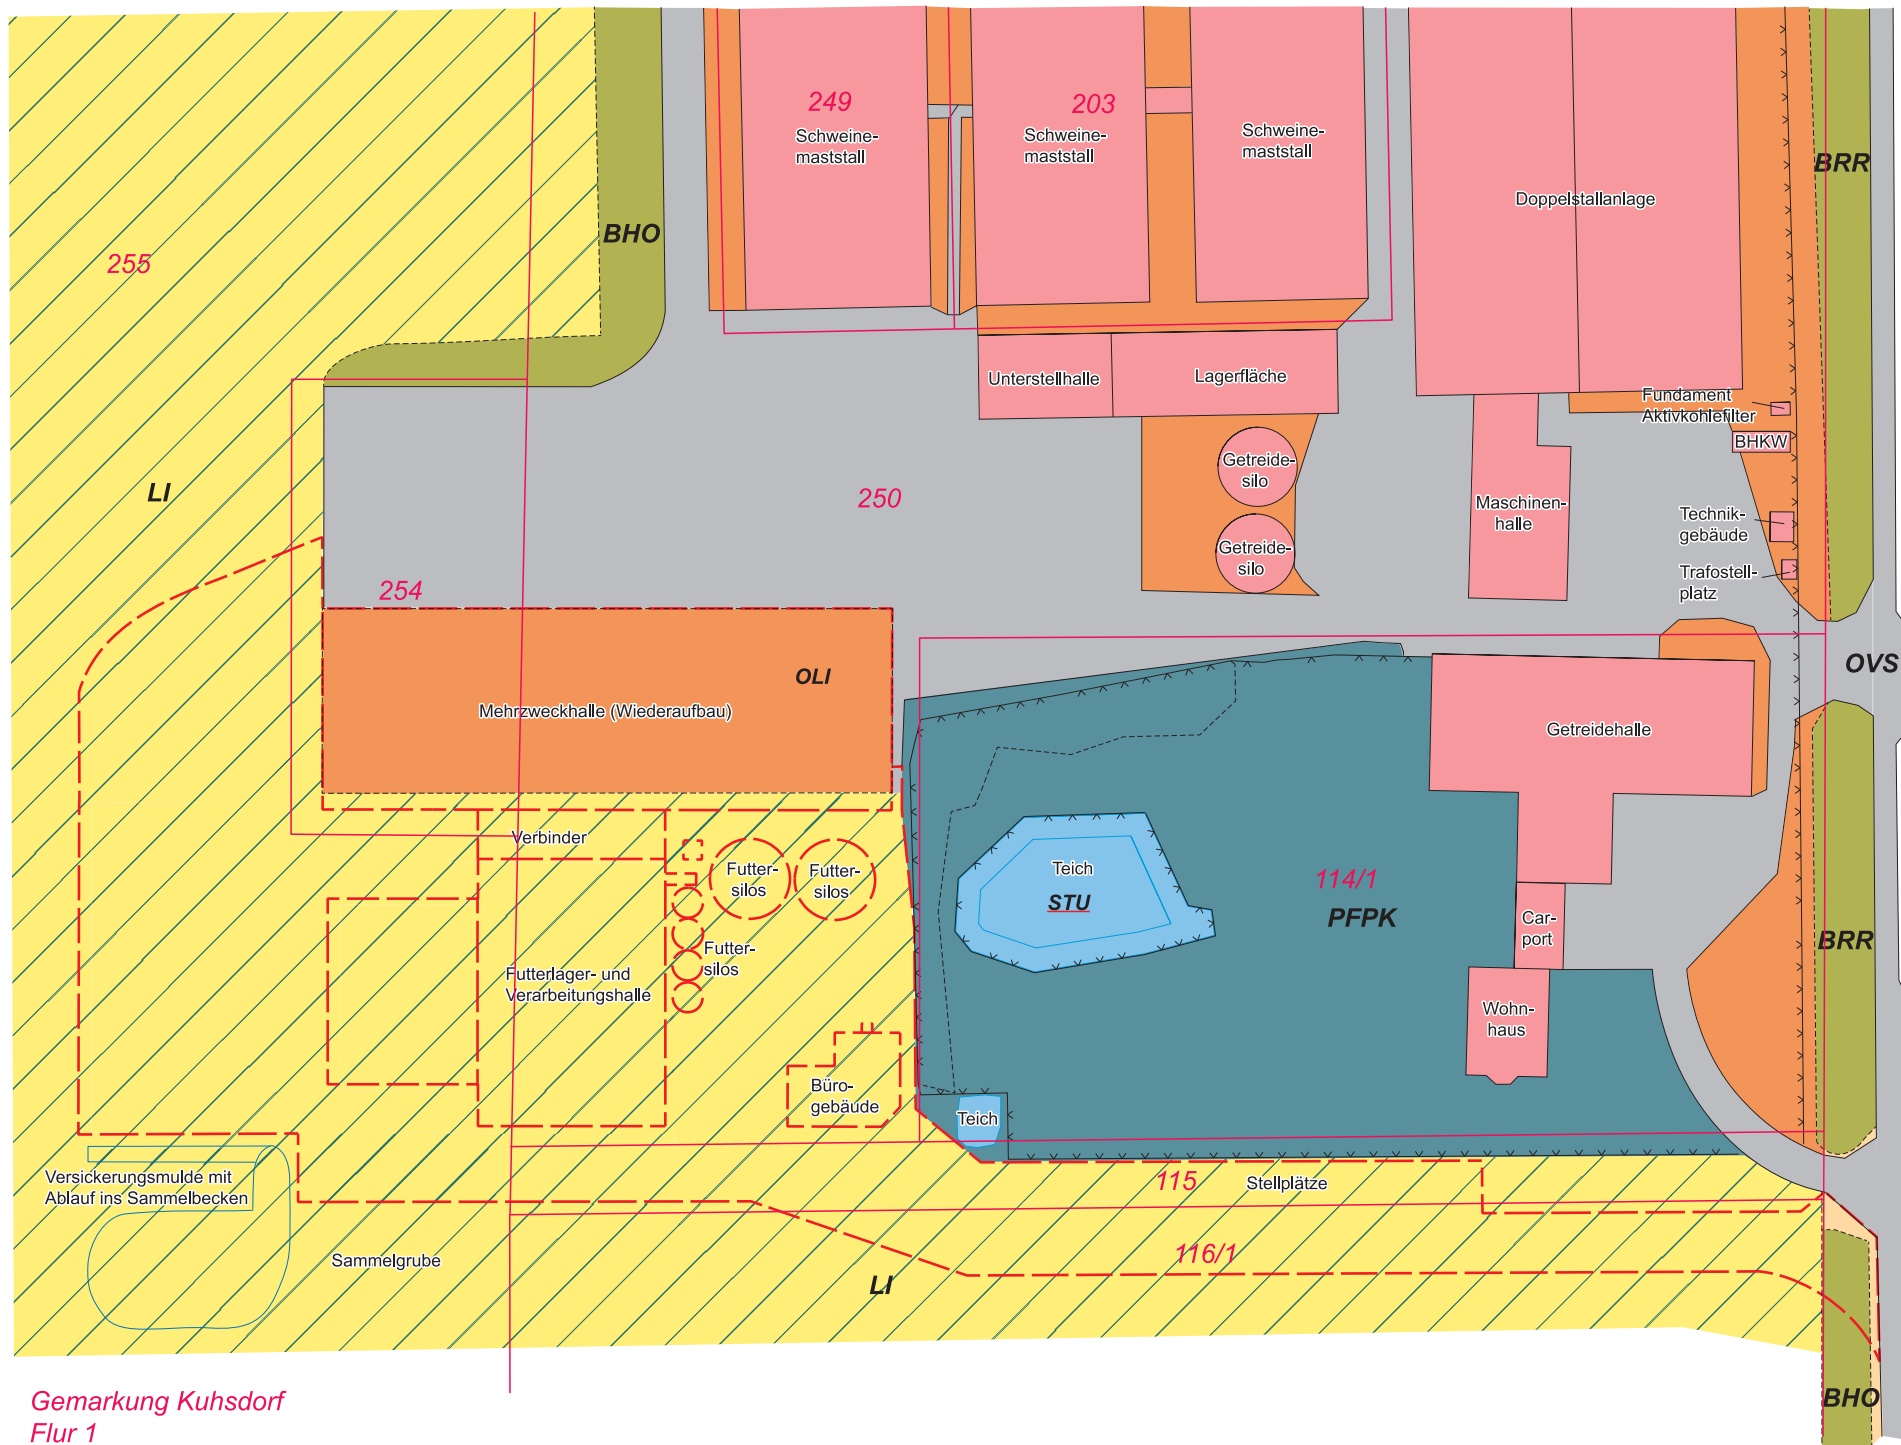 249
203
Schweine-
maststall
Schweine-
maststall
Schweine-
maststall
BRR
Doppelstallanlage
BHO
255
Unterstellhalle
Lagerfläche
Fundament
Aktivkohlefilter
BHKW
Getreide-
silo
LI
250
Maschinen-
halle
Technik-
gebäude
Getreide-
silo
Trafostell-
platz
254
OVS
OLI
Mehrzweckhalle (Wiederaufbau)
Getreidehalle
Verbinder
Futter-
silos
Futter-
silos
Teich
STU
114/1
PFPK
Car-
port
BRR
Futter-
silos
Futterlager- und
Verarbeitungshalle
Wohn-
haus
Büro-
gebäude
Teich
Versickerungsmulde mit
Ablauf ins Sammelbecken
115
Stellplätze
Sammelgrube
116/1
LI
BHO
Gemarkung Kuhsdorf
Flur 1